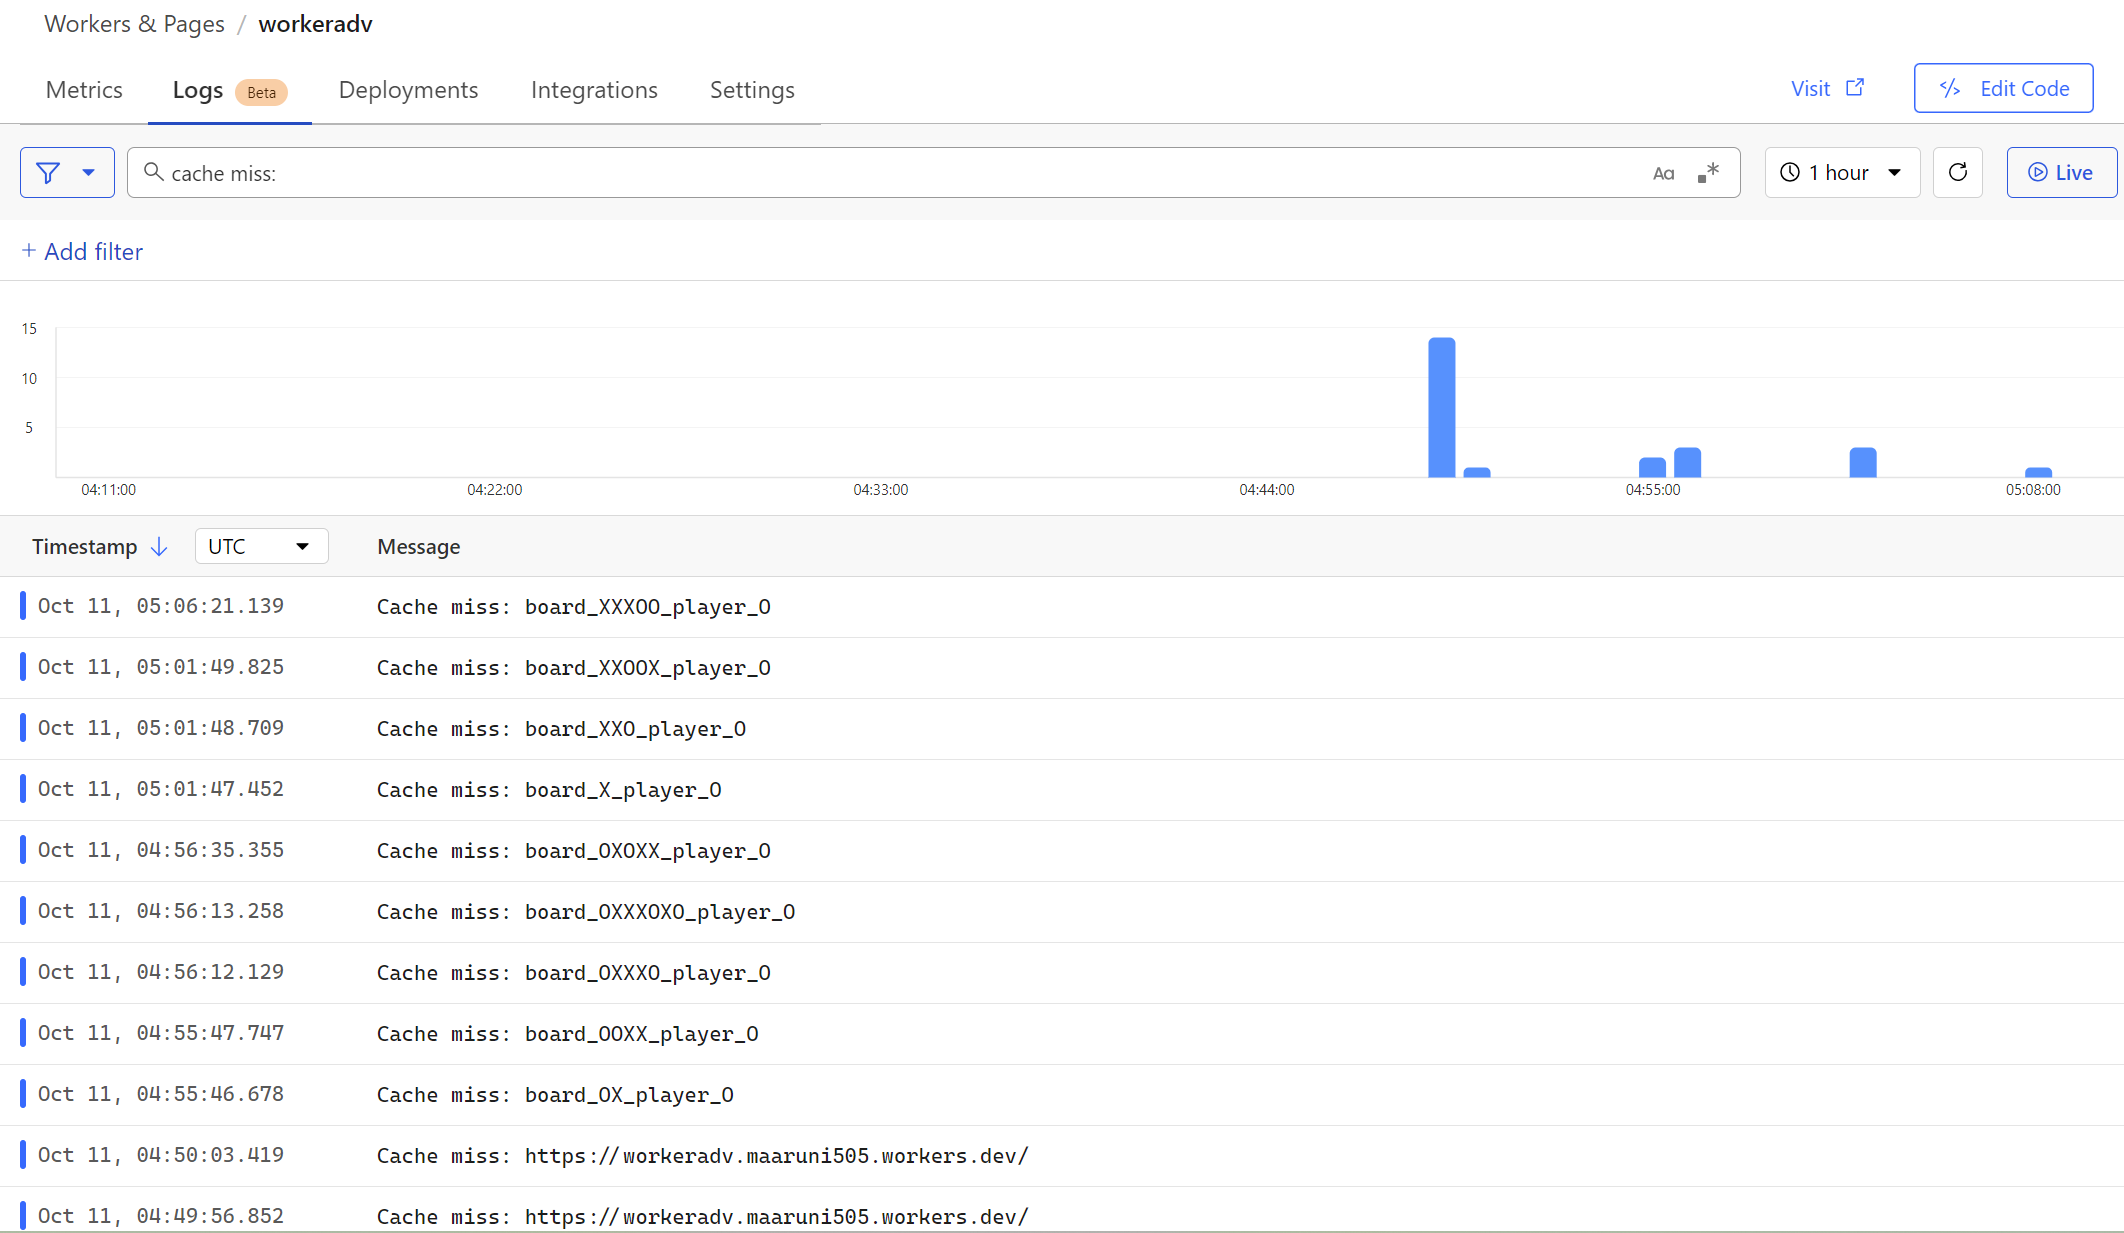 Workers & Pages / workeradv
Metrics Logs Beta Deployments Integrations Settings Visit </> Edit Code
cache miss: Aa .* 1 hour Live
+ Add filter
15
10
5
04:11:00 04:22:00 04:33:00 04:44:00 04:55:00 05:08:00
Timestamp UTC Message
Oct 11, 05:06:21.139 Cache miss: board_XXXOO_player_O
Oct 11, 05:01:49.825 Cache miss: board_XXOOX_player_O
Oct 11, 05:01:48.709 Cache miss: board_XXO_player_O
Oct 11, 05:01:47.452 Cache miss: board_X_player_O
Oct 11, 04:56:35.355 Cache miss: board_OXOXX_player_O
Oct 11, 04:56:13.258 Cache miss: board_OXXXOXO_player_O
Oct 11, 04:56:12.129 Cache miss: board_OXXXO_player_O
Oct 11, 04:55:47.747 Cache miss: board_OOXX_player_O
Oct 11, 04:55:46.678 Cache miss: board_OX_player_O
Oct 11, 04:50:03.419 Cache miss: https://workeradv.maaruni505.workers.dev/
Oct 11, 04:49:56.852 Cache miss: https://workeradv.maaruni505.workers.dev/